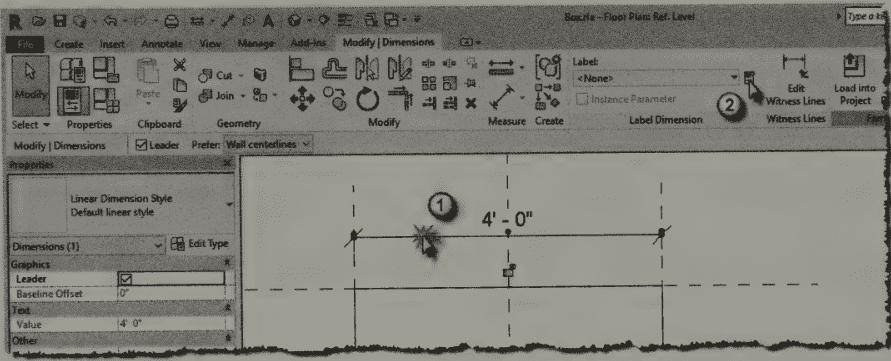 Box.rfa - Floor Plan: Ref. Level
Type a k
File Create Insert Annotate View Manage Add-Ins Modify | Dimensions
Modify
Paste
Cut
Join
Label:
<None>
Instance Parameter
2
Edit
Witness Lines
Load into
Project
Select Properties Clipboard Geometry Modify Measure Create Label Dimension Witness Lines
Modify | Dimensions Leader Prefer: Wall centerlines
Properties
Linear Dimension Style
Default linear style
Dimensions (1) Edit Type
Graphics
Leader
Baseline Offset 0"
Text
Value 4' 0"
Other
1
4' - 0"